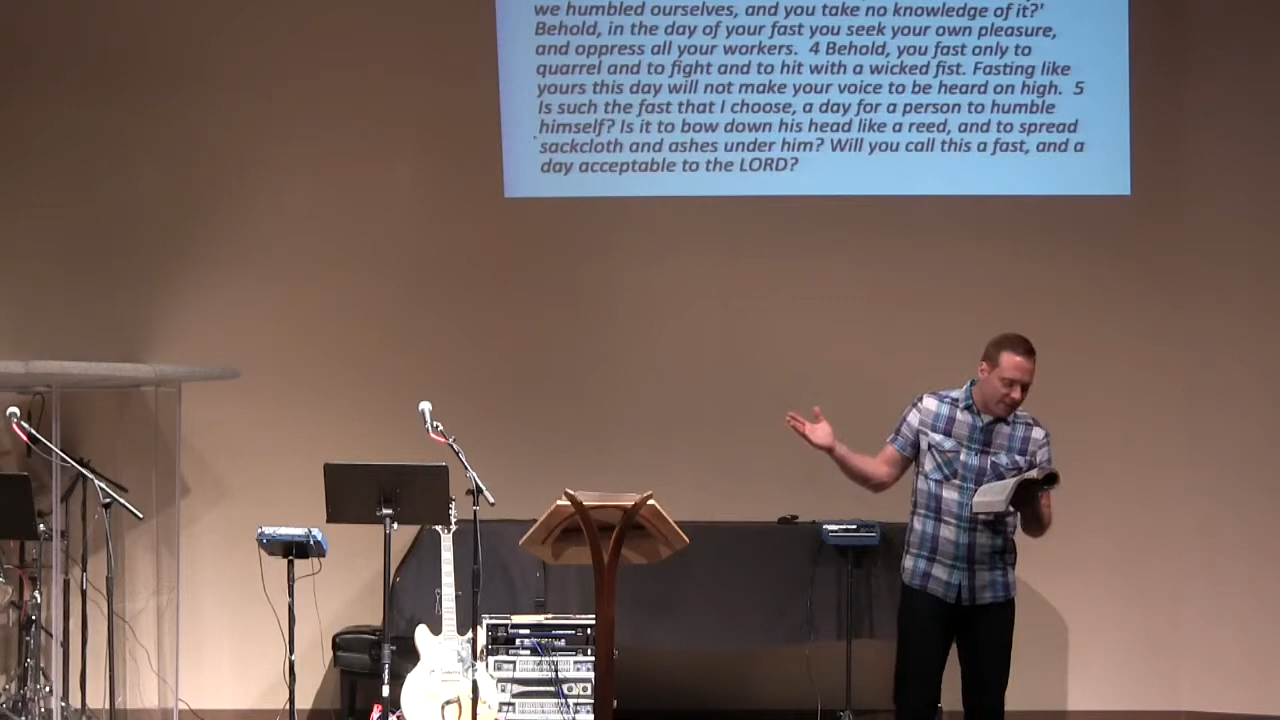 we humbled ourselves, and you take no knowledge of it?'
Behold, in the day of your fast you seek your own pleasure,
and oppress all your workers. 4 Behold, you fast only to
quarrel and to fight and to hit with a wicked fist. Fasting like
yours this day will not make your voice to be heard on high. 5
Is such the fast that I choose, a day for a person to humble
himself? Is it to bow down his head like a reed, and to spread
sackcloth and ashes under him? Will you call this a fast, and a
day acceptable to the LORD?